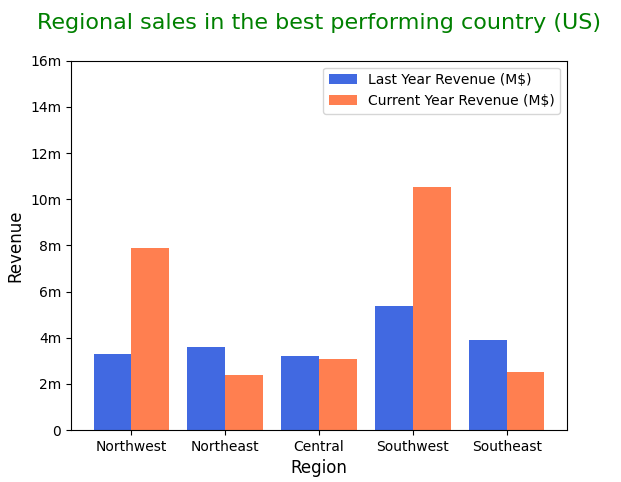 Regional sales in the best performing country (US)
16m
14m
12m
10m
8m
6m
4m
2m
0
Revenue
Last Year Revenue (M$)
Current Year Revenue (M$)
Northwest Northeast Central Southwest Southeast
Region